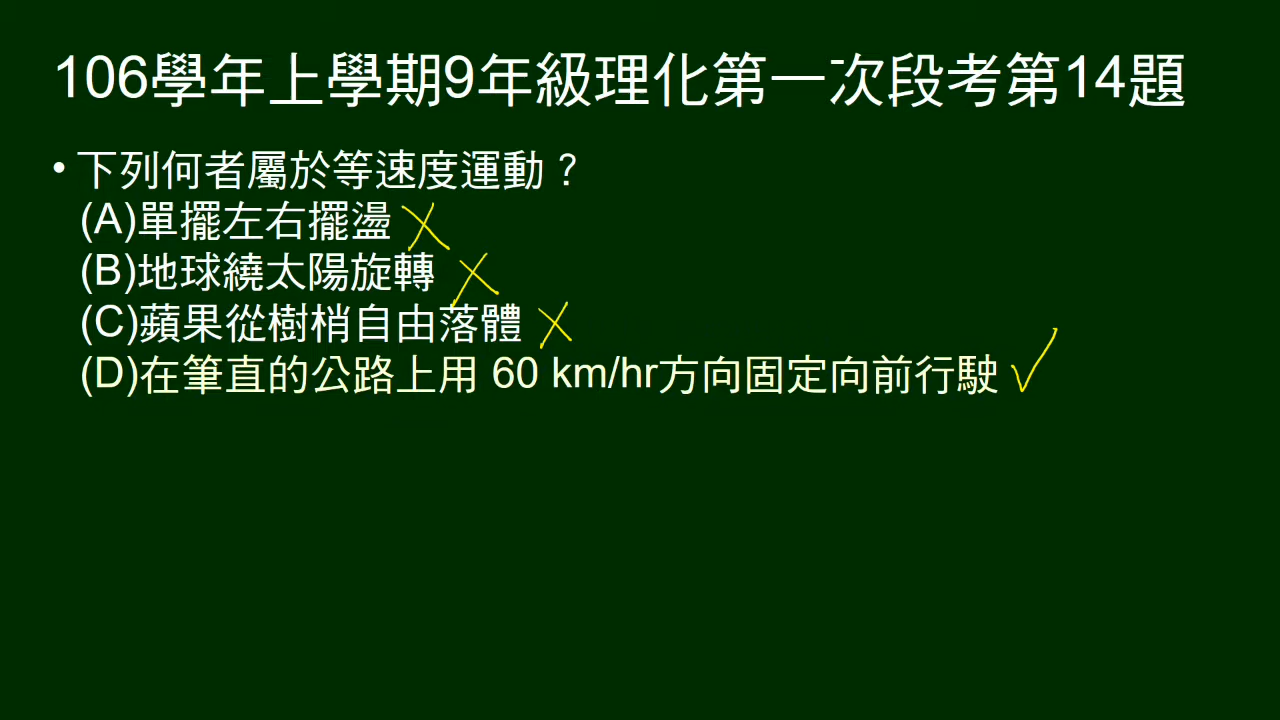 106學年上學期9年級理化第一次段考第14題
• 下列何者屬於等速度運動？
(A)單擺左右擺盪
(B)地球繞太陽旋轉
(C)蘋果從樹梢自由落體
(D)在筆直的公路上用 60 km/hr方向固定向前行駛